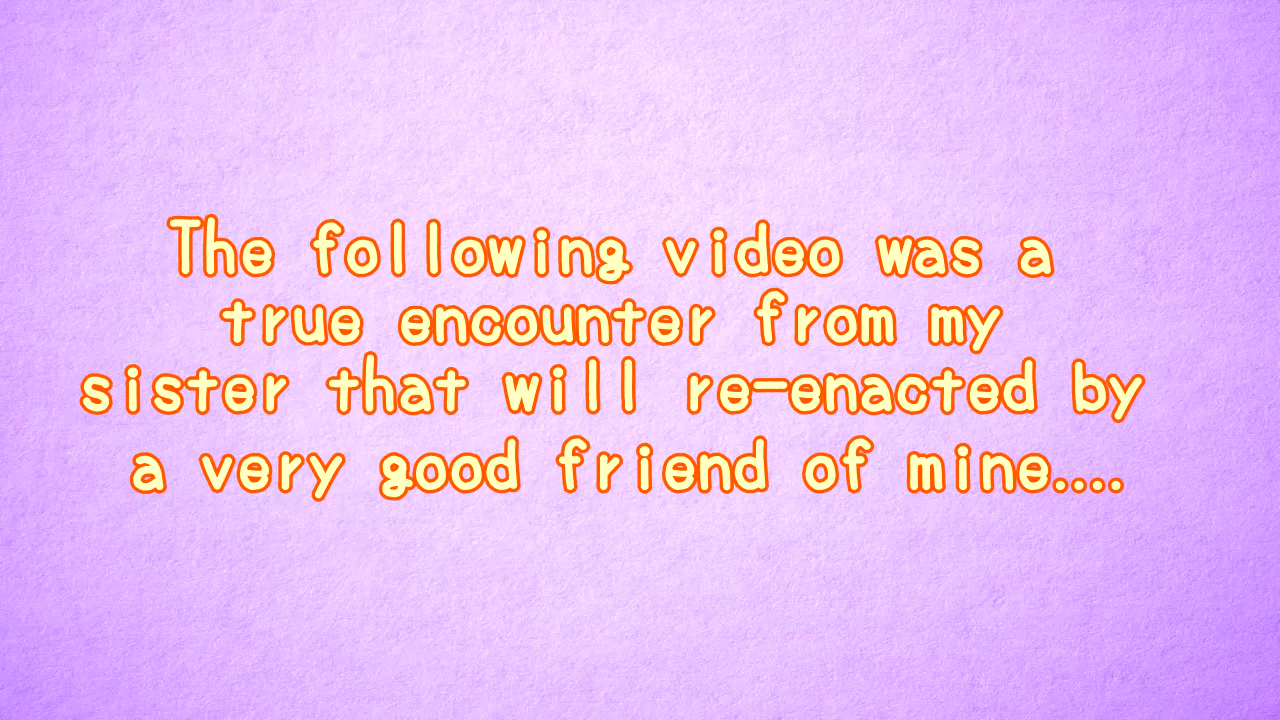 The following video was a
true encounter from my
sister that will re-enacted by
a very good friend of mine....